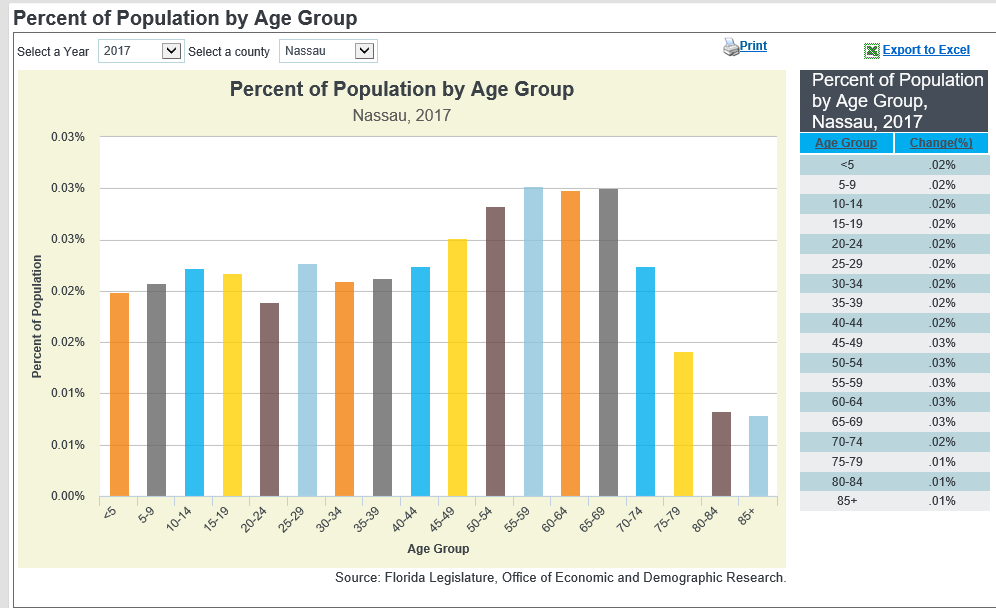 Percent of Population by Age Group
Select a Year 2017 Select a county Nassau
Print
Export to Excel
Percent of Population by Age Group
Nassau, 2017
Percent of Population
0.03%
0.03%
0.03%
0.02%
0.02%
0.01%
0.01%
0.00%
<5 5-9 10-14 15-19 20-24 25-29 30-34 35-39 40-44 45-49 50-54 55-59 60-64 65-69 70-74 75-79 80-84 85+
Age Group
Source: Florida Legislature, Office of Economic and Demographic Research.
Percent of Population
by Age Group,
Nassau, 2017
Age Group Change(%)
<5 .02%
5-9 .02%
10-14 .02%
15-19 .02%
20-24 .02%
25-29 .02%
30-34 .02%
35-39 .02%
40-44 .02%
45-49 .03%
50-54 .03%
55-59 .03%
60-64 .03%
65-69 .03%
70-74 .02%
75-79 .01%
80-84 .01%
85+ .01%